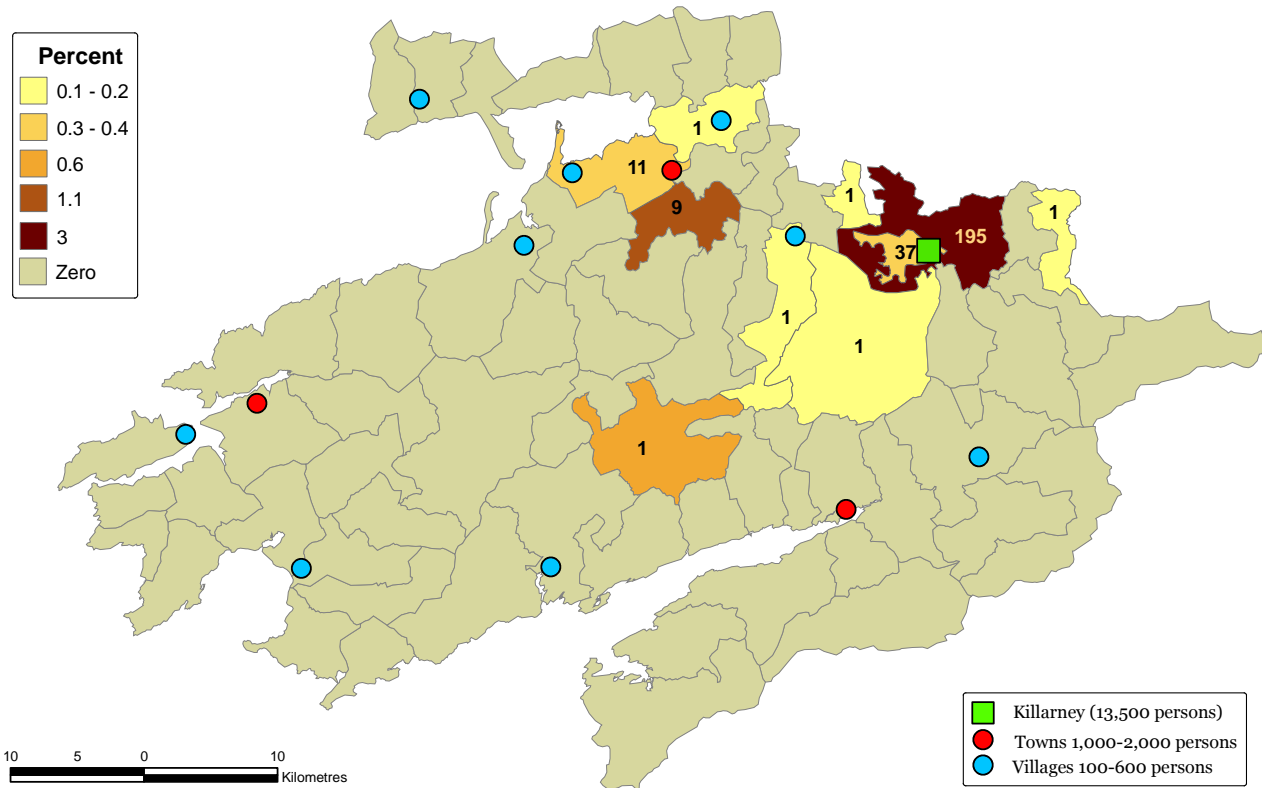 Percent
0.1 - 0.2
0.3 - 0.4
0.6
1.1
3
Zero
1
11
9
1
195
1
37
1
1
1
10 5 0 10
Kilometres
Killarney (13,500 persons)
Towns 1,000-2,000 persons
Villages 100-600 persons